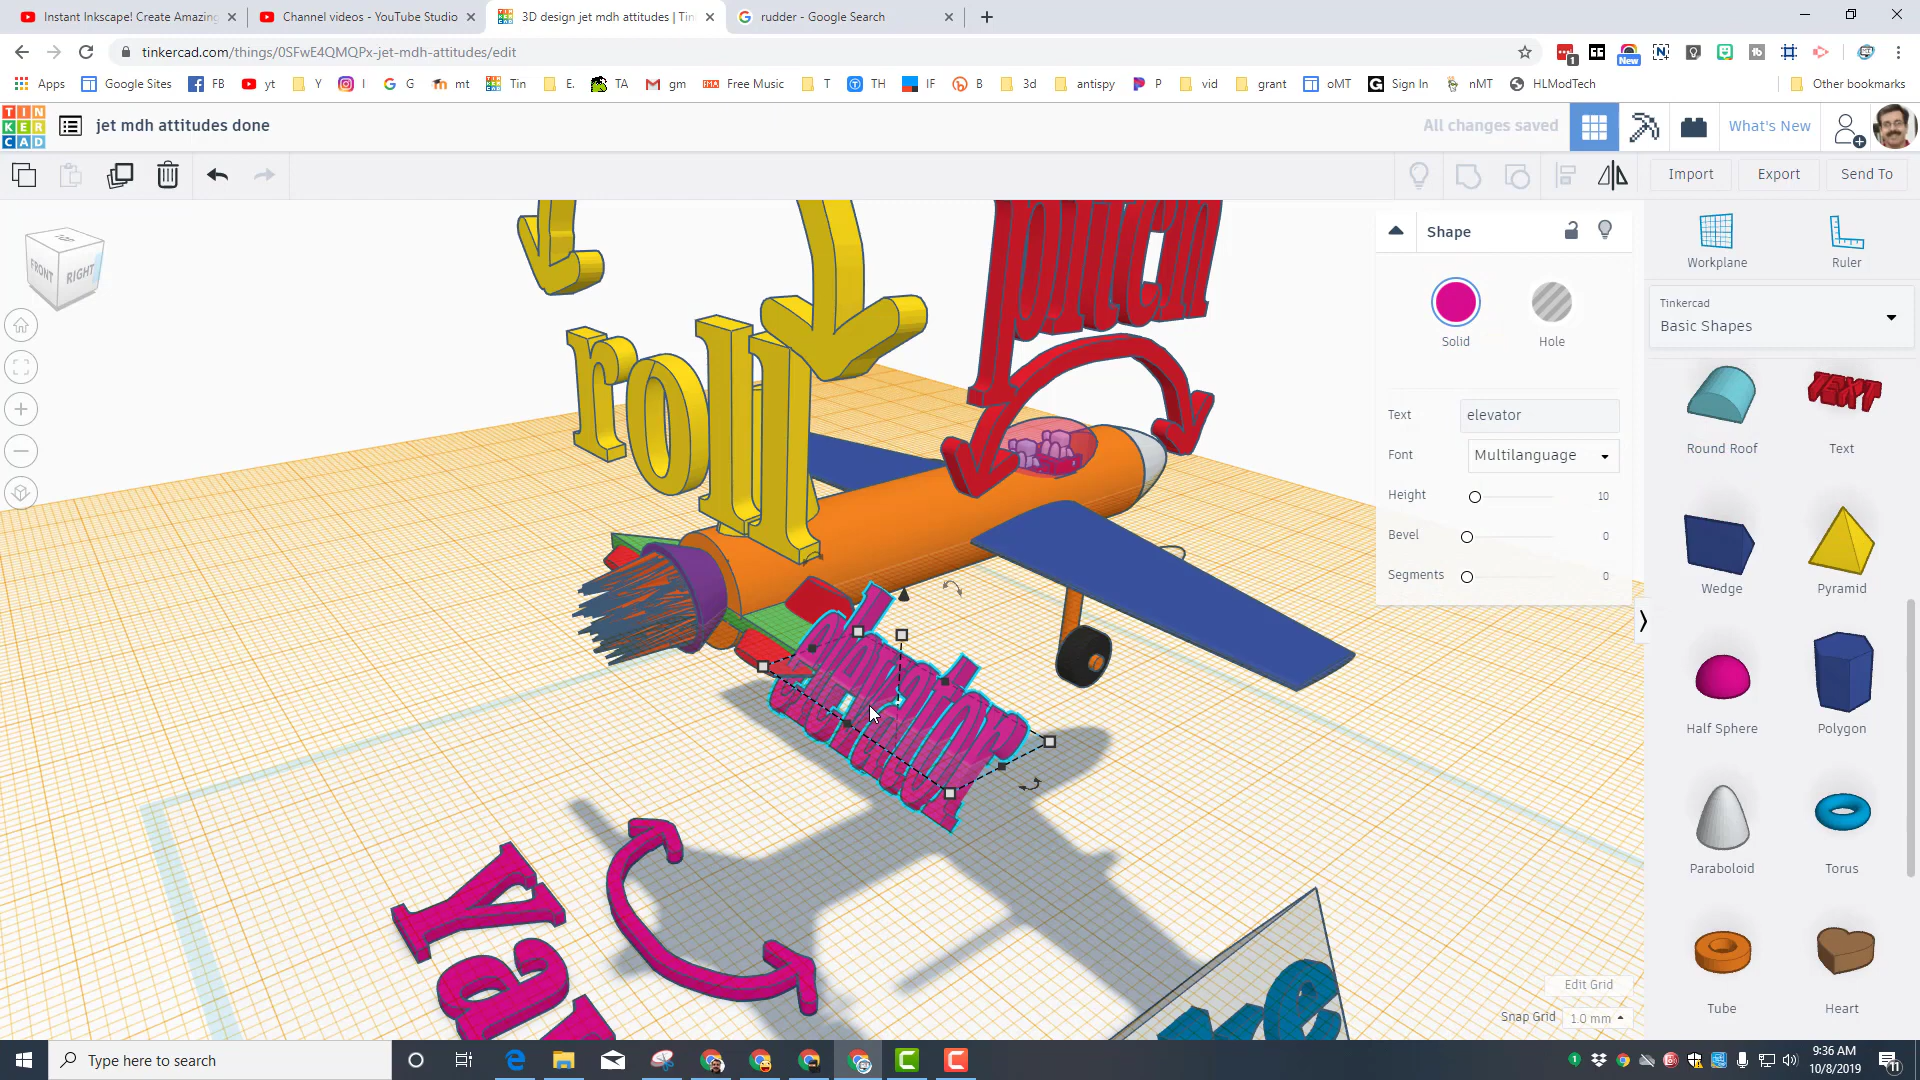 Instant Inkscape! Create Amazing
Channel videos - YouTube Studio
3D design jet mdh attitudes | Tin
rudder - Google Search
tinkercad.com/things/0SFwE4QMQPx-jet-mdh-attitudes/edit
Apps
Google Sites
FB
yt
Y
I
G
mt
Tin
E.
TA
gm
Free Music
T
TH
IF
B
3d
antispy
P
vid
grant
oMT
Sign In
nMT
HLModTech
Other bookmarks
New
1
TIN
KER
CAD
jet mdh attitudes done
All changes saved
What's New
Import
Export
Send To
TOP
FRONT
RIGHT
roll
pitch
elevator
Shape
Solid
Hole
Text
elevator
Font
Multilanguage
Height
10
Bevel
0
Segments
0
Workplane
Ruler
Tinkercad
Basic Shapes
Round Roof
TEXT
Text
Wedge
Pyramid
Half Sphere
Polygon
Paraboloid
Torus
Tube
Heart
Edit Grid
Snap Grid
1.0 mm
Type here to search
9:36 AM
10/8/2019
11